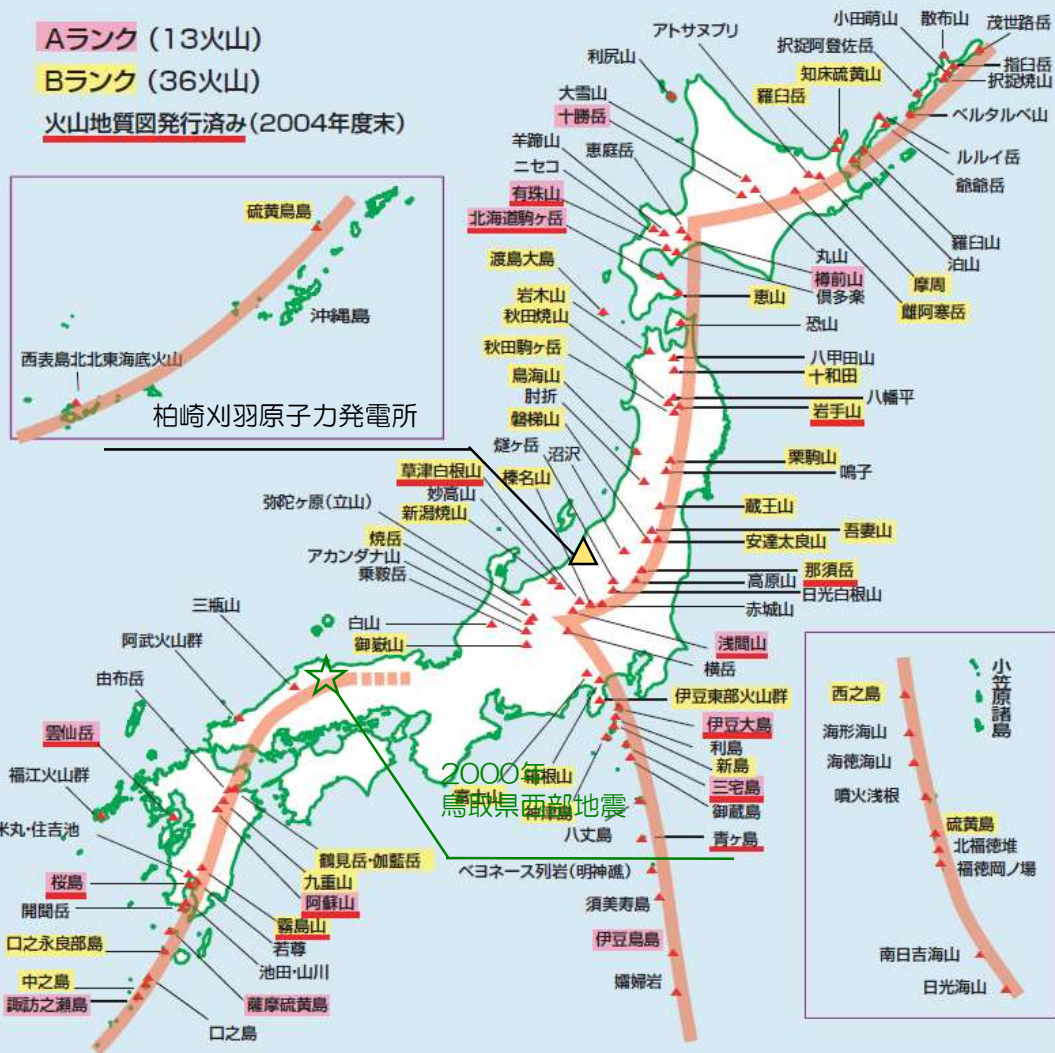 Aランク (13火山)
Bランク (36火山)
火山地質図発行済み(2004年度末)
硫黄鳥島
沖縄島
西表島北北東海底火山
柏崎刈羽原子力発電所
小田萌山
散布山
茂世路岳
アトサヌプリ
択捉阿登佐岳
指臼岳
利尻山
知床硫黄山
択捉焼山
羅臼岳
大雪山
十勝岳
ベルタルベ山
羊蹄山
恵庭岳
ルルイ岳
ニセコ
爺爺岳
有珠山
北海道駒ヶ岳
羅臼山
泊山
丸山
渡島大島
樽前山
摩周
倶多楽
恵山
雌阿寒岳
岩木山
秋田焼山
恐山
秋田駒ヶ岳
八甲田山
十和田
鳥海山
八幡平
肘折
岩手山
磐梯山
燧ヶ岳
沼沢
栗駒山
鳴子
草津白根山
榛名山
妙高山
弥陀ヶ原(立山)
新潟焼山
蔵王山
吾妻山
焼岳
安達太良山
アカンダナ山
乗鞍岳
那須岳
高原山
日光白根山
三瓶山
赤城山
白山
阿武火山群
御嶽山
浅間山
横岳
由布岳
伊豆東部火山群
雲仙岳
伊豆大島
利島
福江火山群
2000年
鳥取県西部地震
箱根山
富士山
新島
三宅島
神津島
御蔵島
米丸・住吉池
八丈島
青ヶ島
鶴見岳・伽藍岳
ベヨネース列岩(明神礁)
桜島
九重山
阿蘇山
須美寿島
開聞岳
霧島山
若尊
伊豆鳥島
口之永良部島
池田・山川
中之島
孀婦岩
諏訪之瀬島
薩摩硫黄島
口之島
小笠原諸島
西之島
海形海山
海徳海山
噴火浅根
硫黄島
北福徳堆
福徳岡ノ場
南日吉海山
日光海山